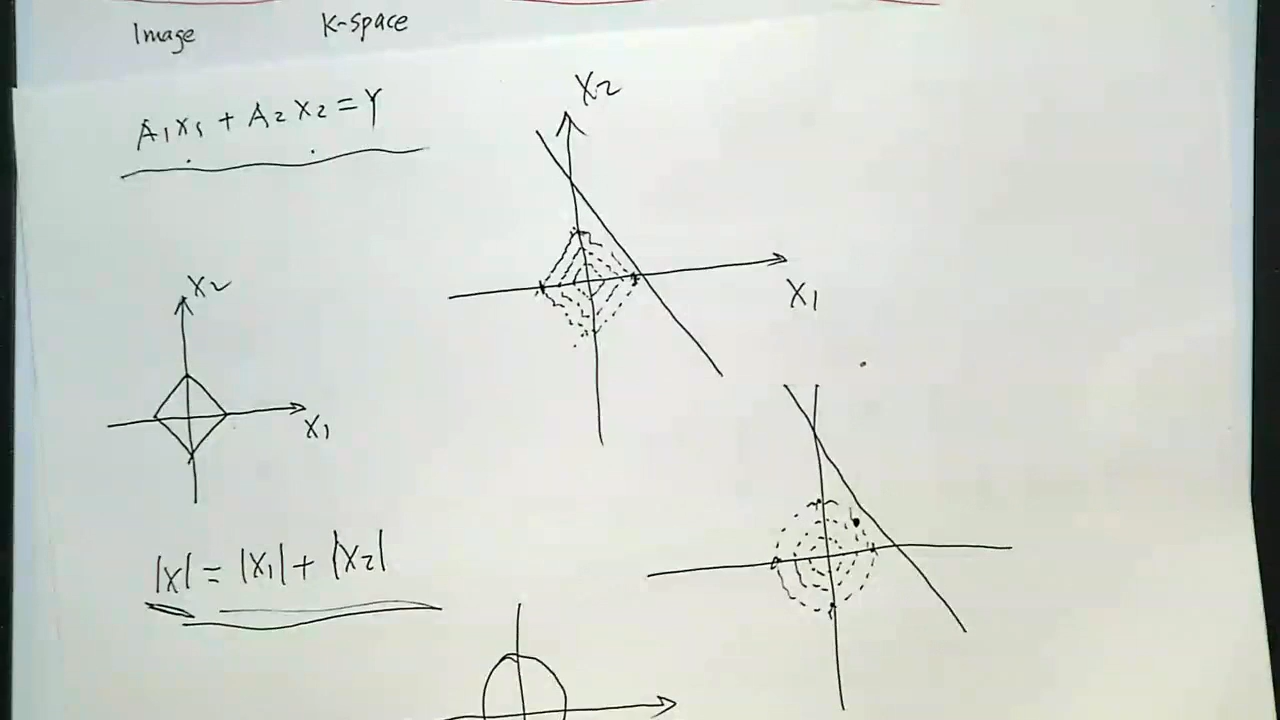 Image K-space
A₁X₁ + A₂X₂ = Y
X₂
X₁
X₂
X₁
|X| = |X₁| + |X₂|